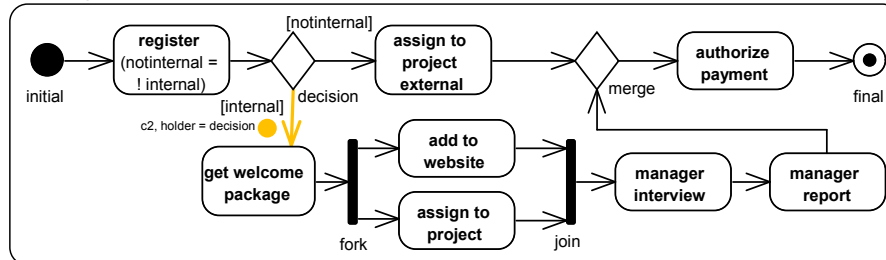 [notinternal]
register
(notinternal =
! internal)
assign to
project
external
authorize
payment
initial
decision
merge
final
[internal]
c2, holder = decision
get welcome
package
add to
website
assign to
project
manager
interview
manager
report
fork
join